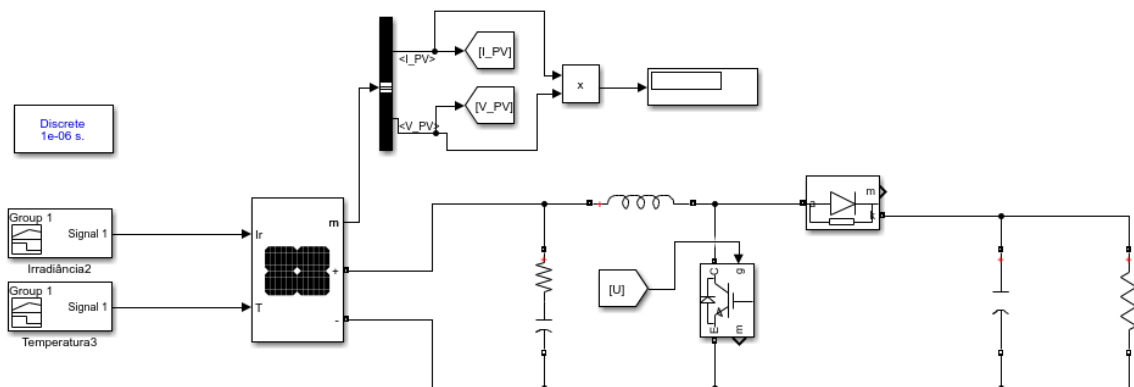 <I_PV>
[I_PV]
x
<V_PV>
[V_PV]
Discrete
1e-06 s.
Group 1
Signal 1
Irradiância2
Group 1
Signal 1
Temperatura3
Ir
T
m
+
-
+
[U]
C
g
E
m
+
a
m
k
+
+